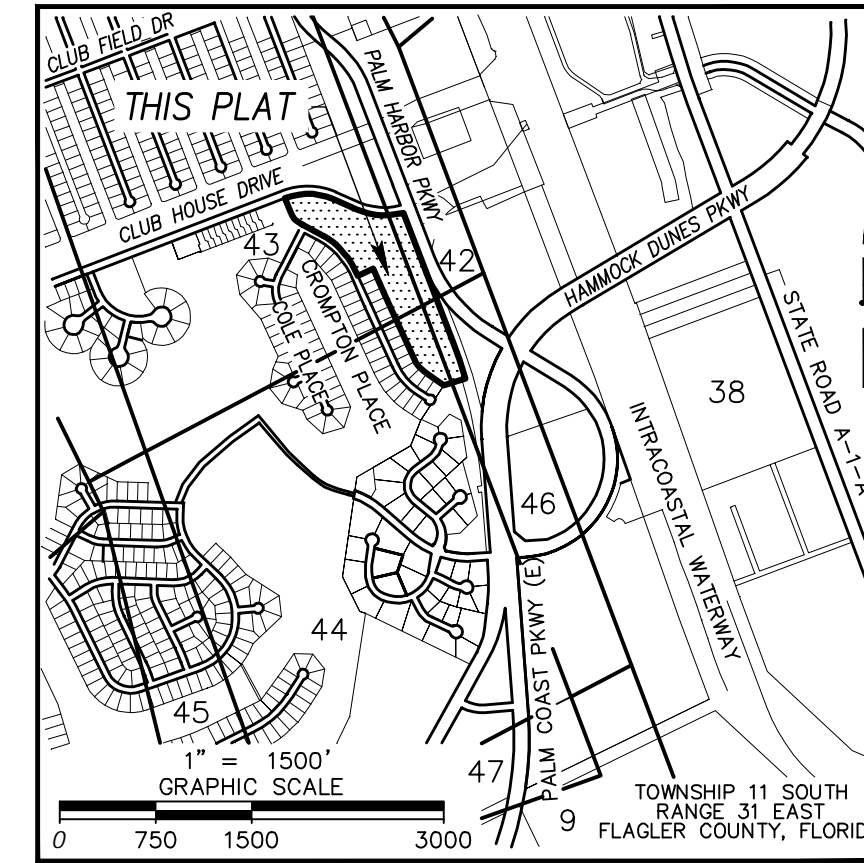 CLUB FIELD DR
THIS PLAT
PALM HARBOR PKWY
CLUB HOUSE DRIVE
43
42
HAMMOCK DUNES PKWY
CROMPTON PLACE
COLE PLACE
STATE ROAD A-1-A
38
INTRACOASTAL WATERWAY
46
PALM COAST PKWY (E)
44
45
47
9
1" = 1500'
GRAPHIC SCALE
0 750 1500 3000
TOWNSHIP 11 SOUTH
RANGE 31 EAST
FLAGLER COUNTY, FLORID